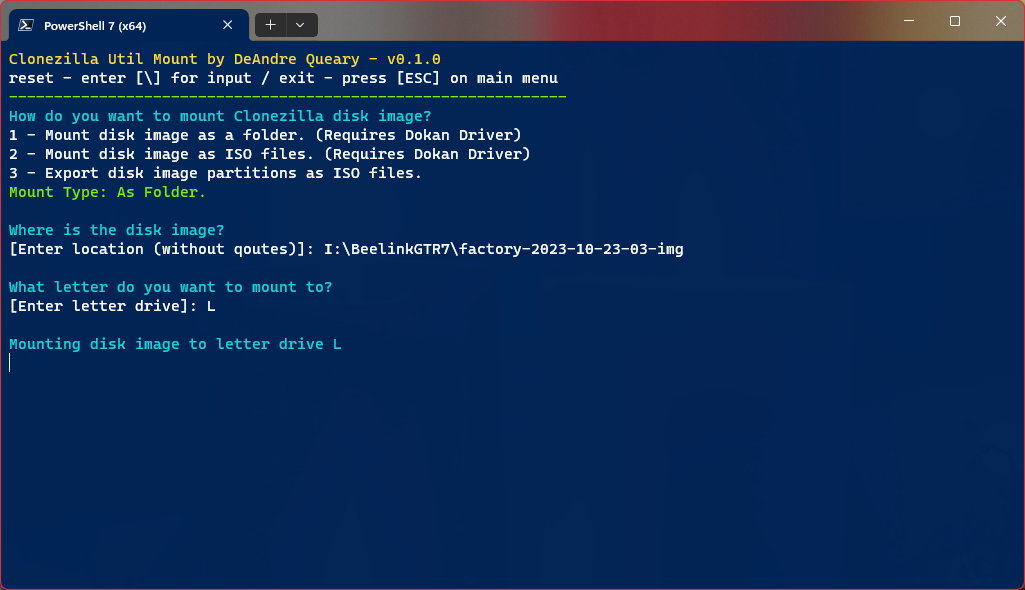 PowerShell 7 (x64)
Clonezilla Util Mount by DeAndre Queary - v0.1.0
reset - enter [\] for input / exit - press [ESC] on main menu
--------------------------------------------------------------
How do you want to mount Clonezilla disk image?
1 - Mount disk image as a folder. (Requires Dokan Driver)
2 - Mount disk image as ISO files. (Requires Dokan Driver)
3 - Export disk image partitions as ISO files.
Mount Type: As Folder.
Where is the disk image?
[Enter location (without qoutes)]: I:\BeelinkGTR7\factory-2023-10-23-03-img
What letter do you want to mount to?
[Enter letter drive]: L
Mounting disk image to letter drive L